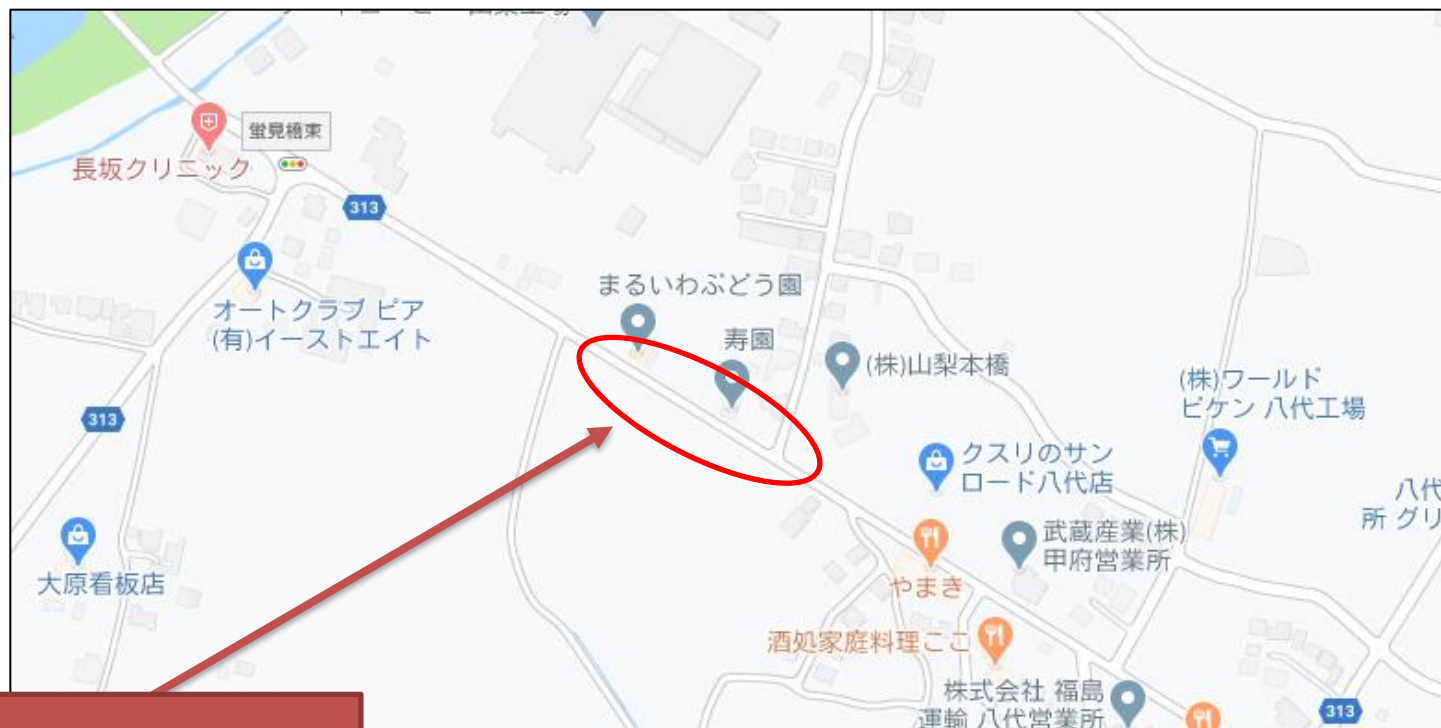 蛍見橋東
長坂クリニック
313
まるいわぶどう園
オートクラブ ピア
(有)イーストエイト
寿園
(株)山梨本橋
(株)ワールド
ピケン 八代工場
313
クスリのサン
ロード八代店
八代
所 グリ
武蔵産業(株)
甲府営業所
大原看板店
やまき
酒処家庭料理ここ
株式会社 福島
運輸 八代営業所
313